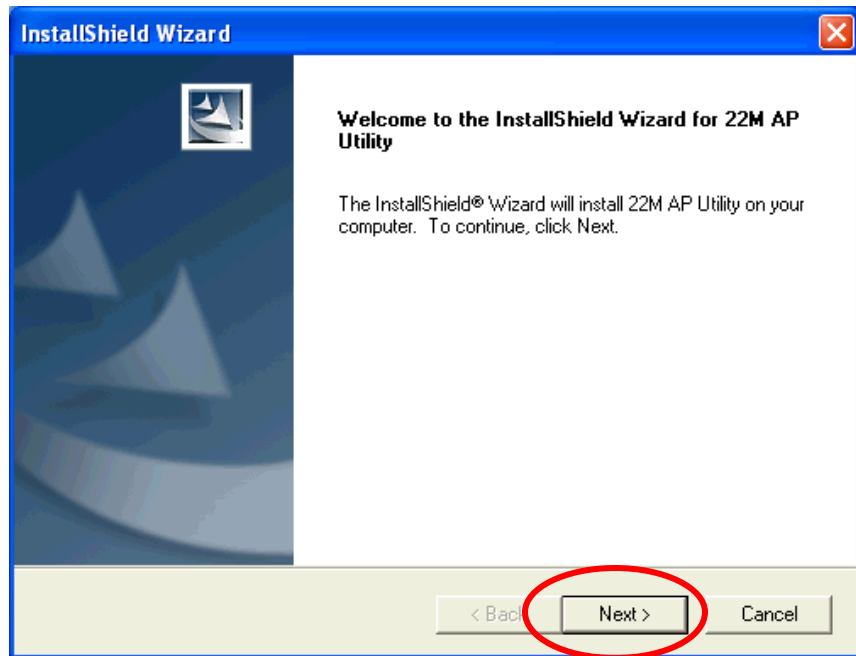 InstallShield Wizard
Welcome to the InstallShield Wizard for 22M AP
Utility
The InstallShield® Wizard will install 22M AP Utility on your
computer. To continue, click Next.
< Back
Next >
Cancel